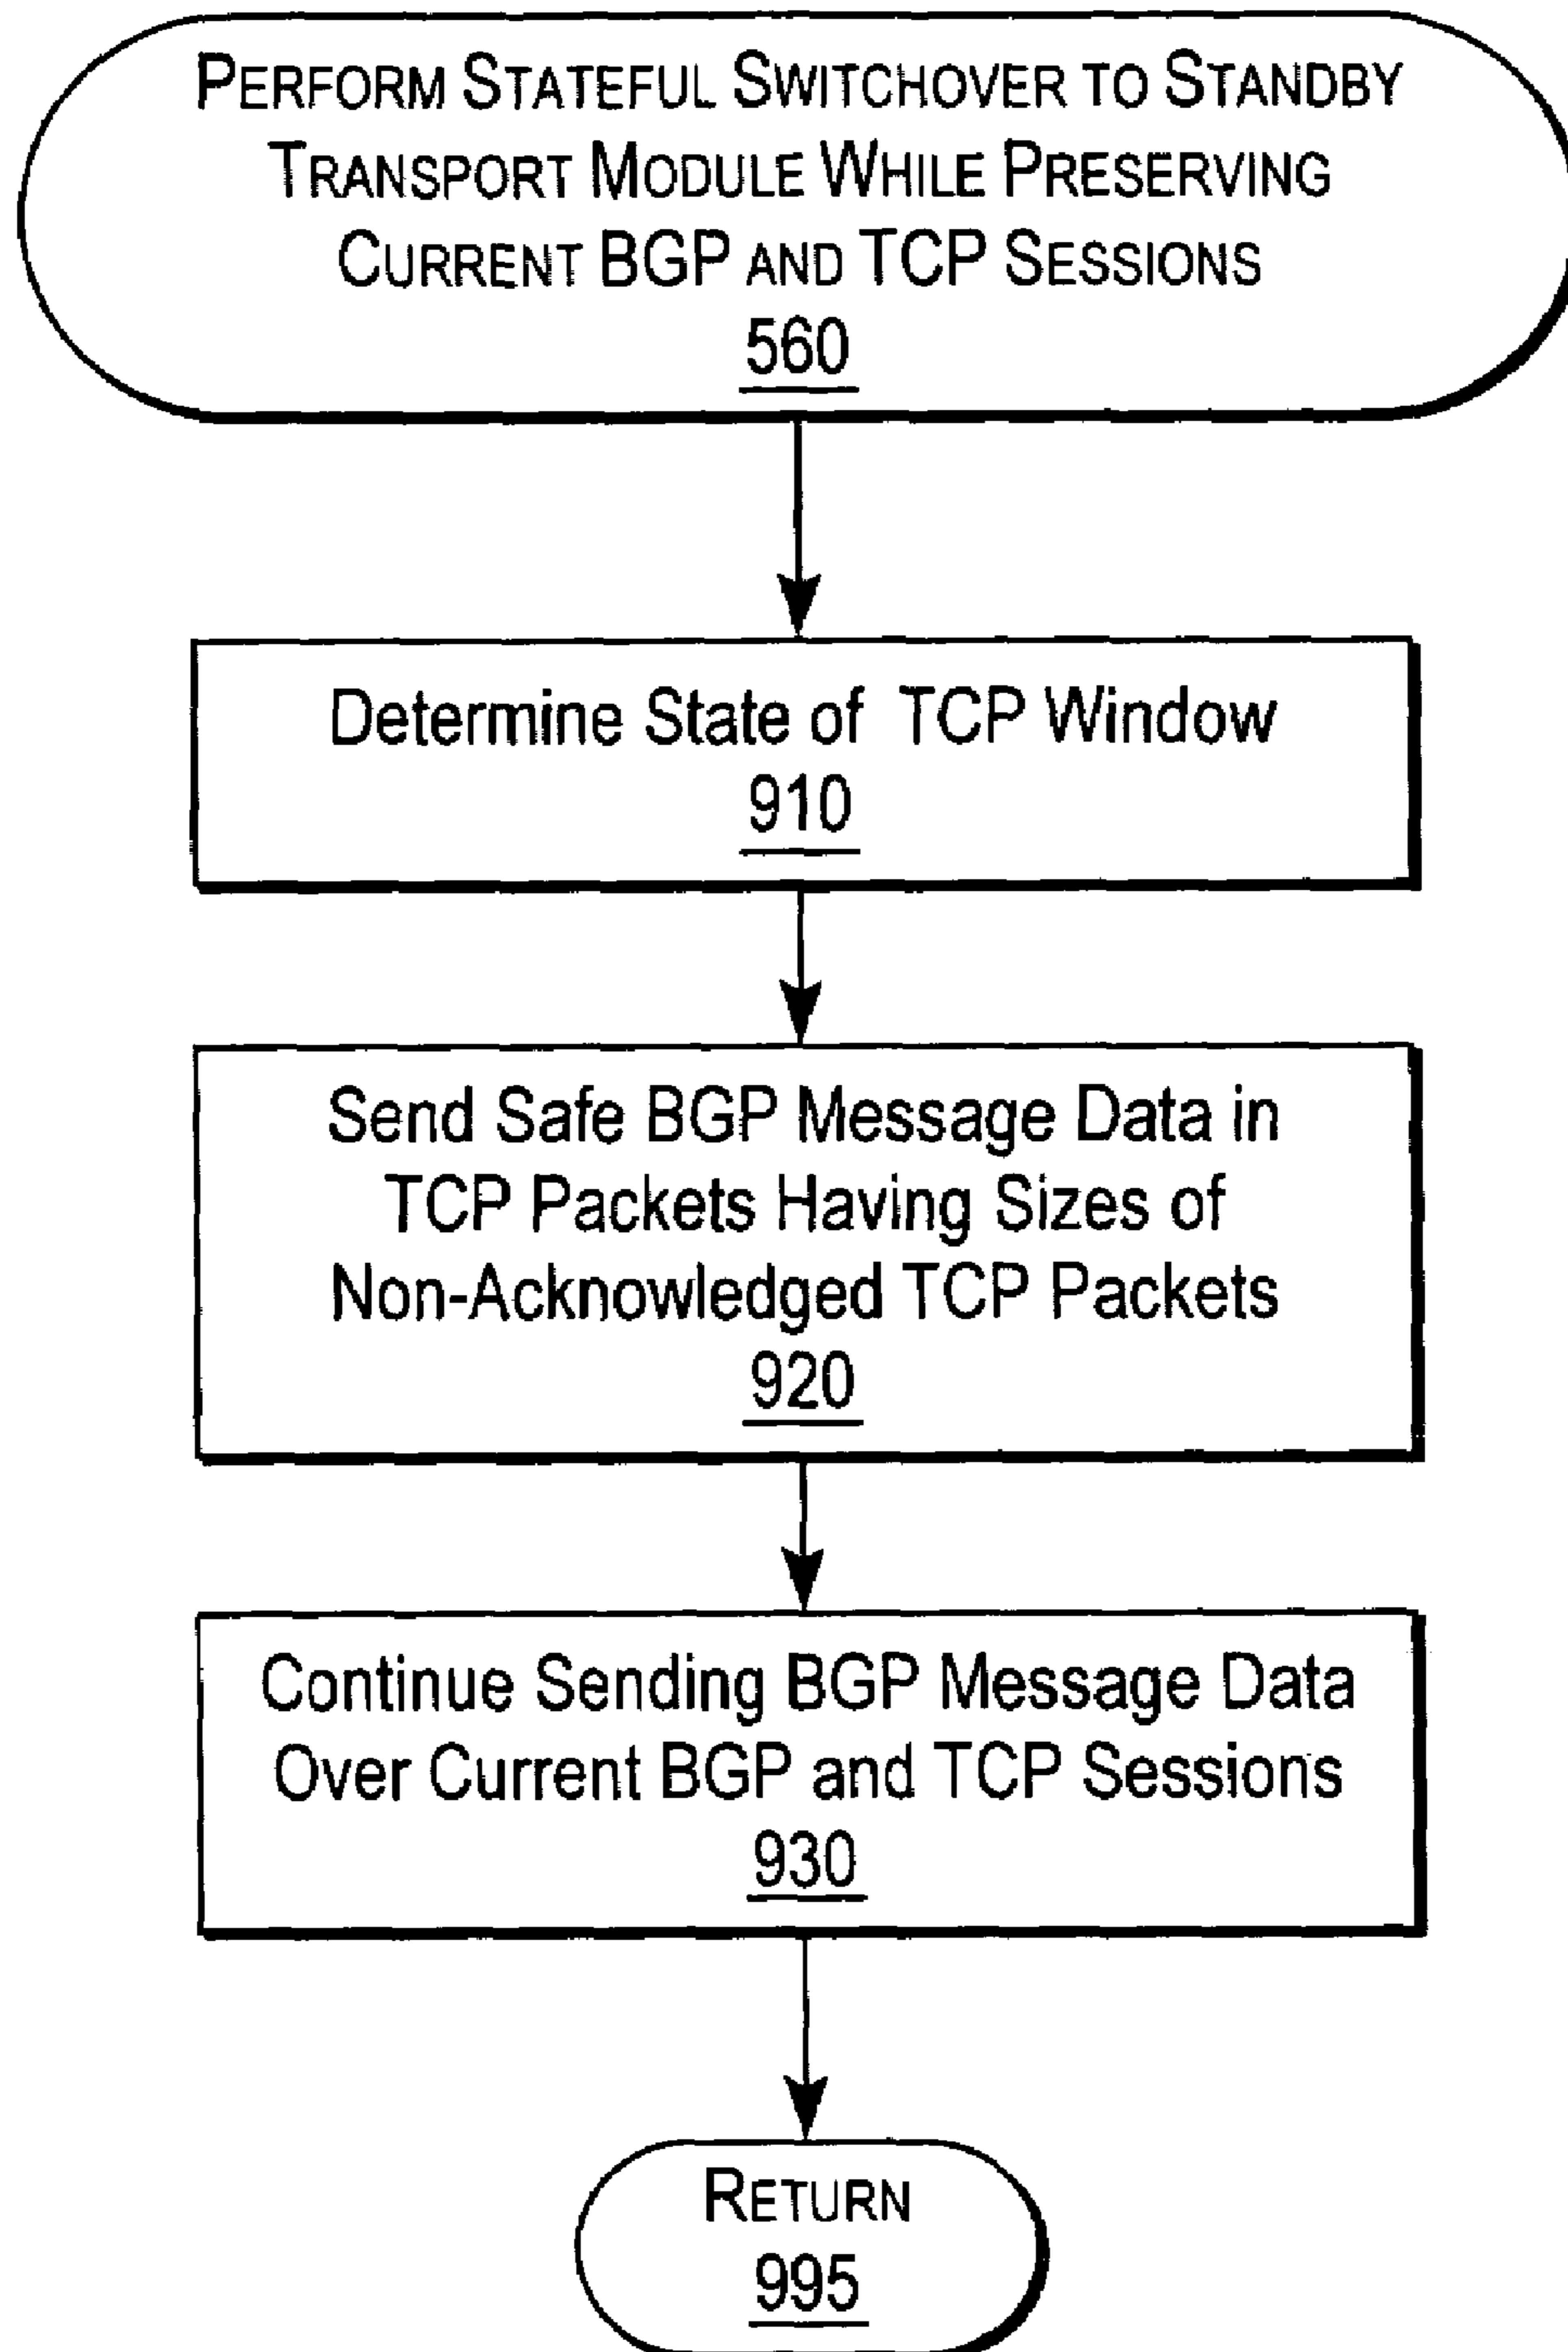 PERFORM STATEFUL SWITCHOVER TO STANDBY
TRANSPORT MODULE WHILE PRESERVING
CURRENT BGP AND TCP SESSIONS
560
Determine State of TCP Window
910
Send Safe BGP Message Data in
TCP Packets Having Sizes of
Non-Acknowledged TCP Packets
920
Continue Sending BGP Message Data
Over Current BGP and TCP Sessions
930
RETURN
995